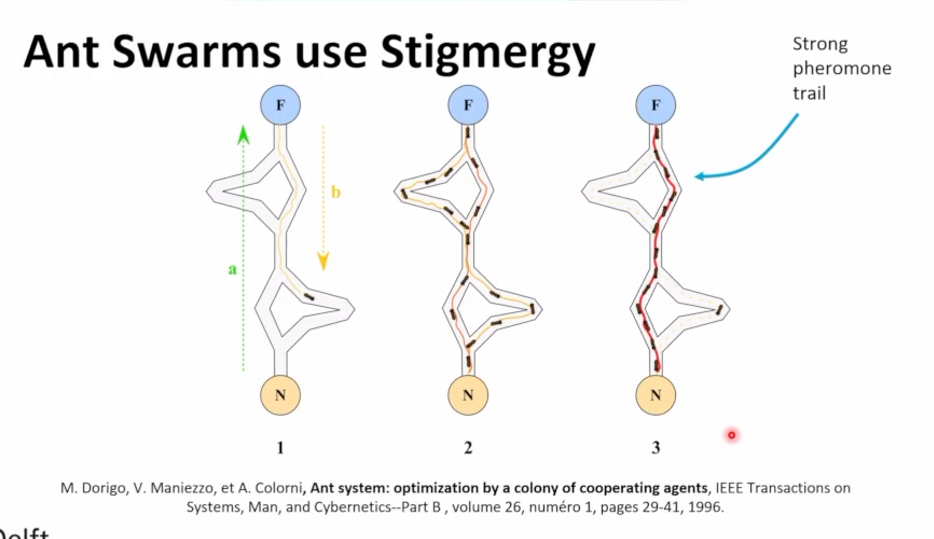 Ant Swarms use Stigmergy
Strong
pheromone
trail
F
F
F
b
a
N
N
N
1
2
3
M. Dorigo, V. Maniezzo, et A. Colorni, Ant system: optimization by a colony of cooperating agents, IEEE Transactions on
Systems, Man, and Cybernetics--Part B , volume 26, numéro 1, pages 29-41, 1996.